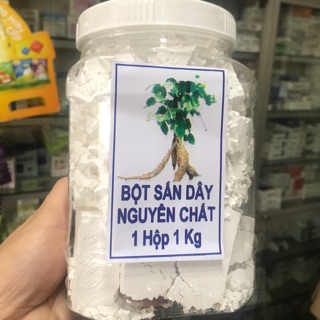 BỘT SẮN DÂY
NGUYÊN CHẤT
1 Hộp 1 Kg